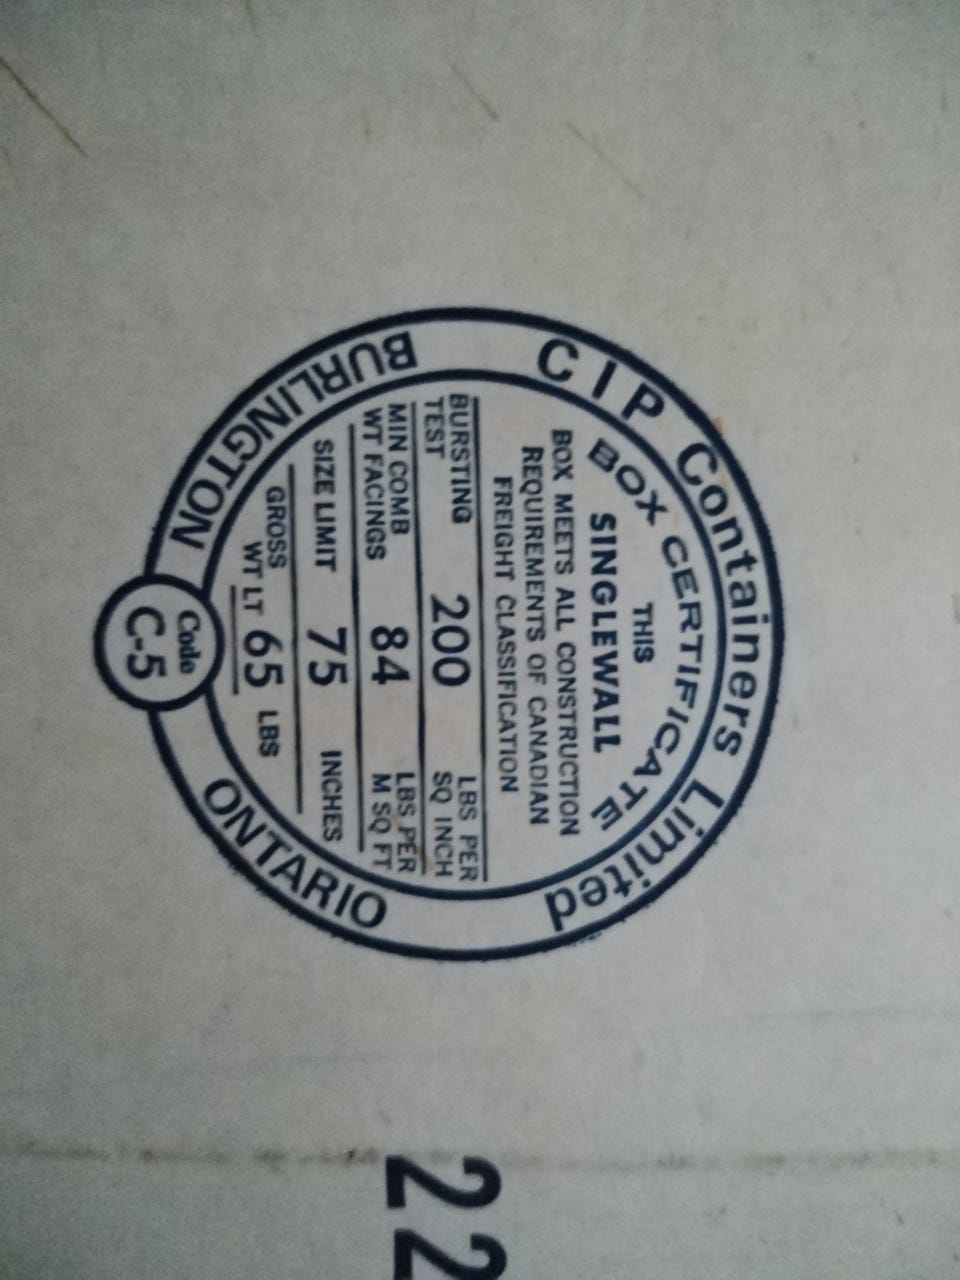 CIP Containers Limited
BOX CERTIFICATE
THIS
SINGLEWALL
BOX MEETS ALL CONSTRUCTION
REQUIREMENTS OF CANADIAN
FREIGHT CLASSIFICATION
BURSTING TEST 200 LBS PER SQ INCH
MIN COMB WT FACINGS 84 LBS PER M SQ FT
SIZE LIMIT 75 INCHES
GROSS WT LT 65 LBS
BURLINGTON ONTARIO
Code
C-5
22